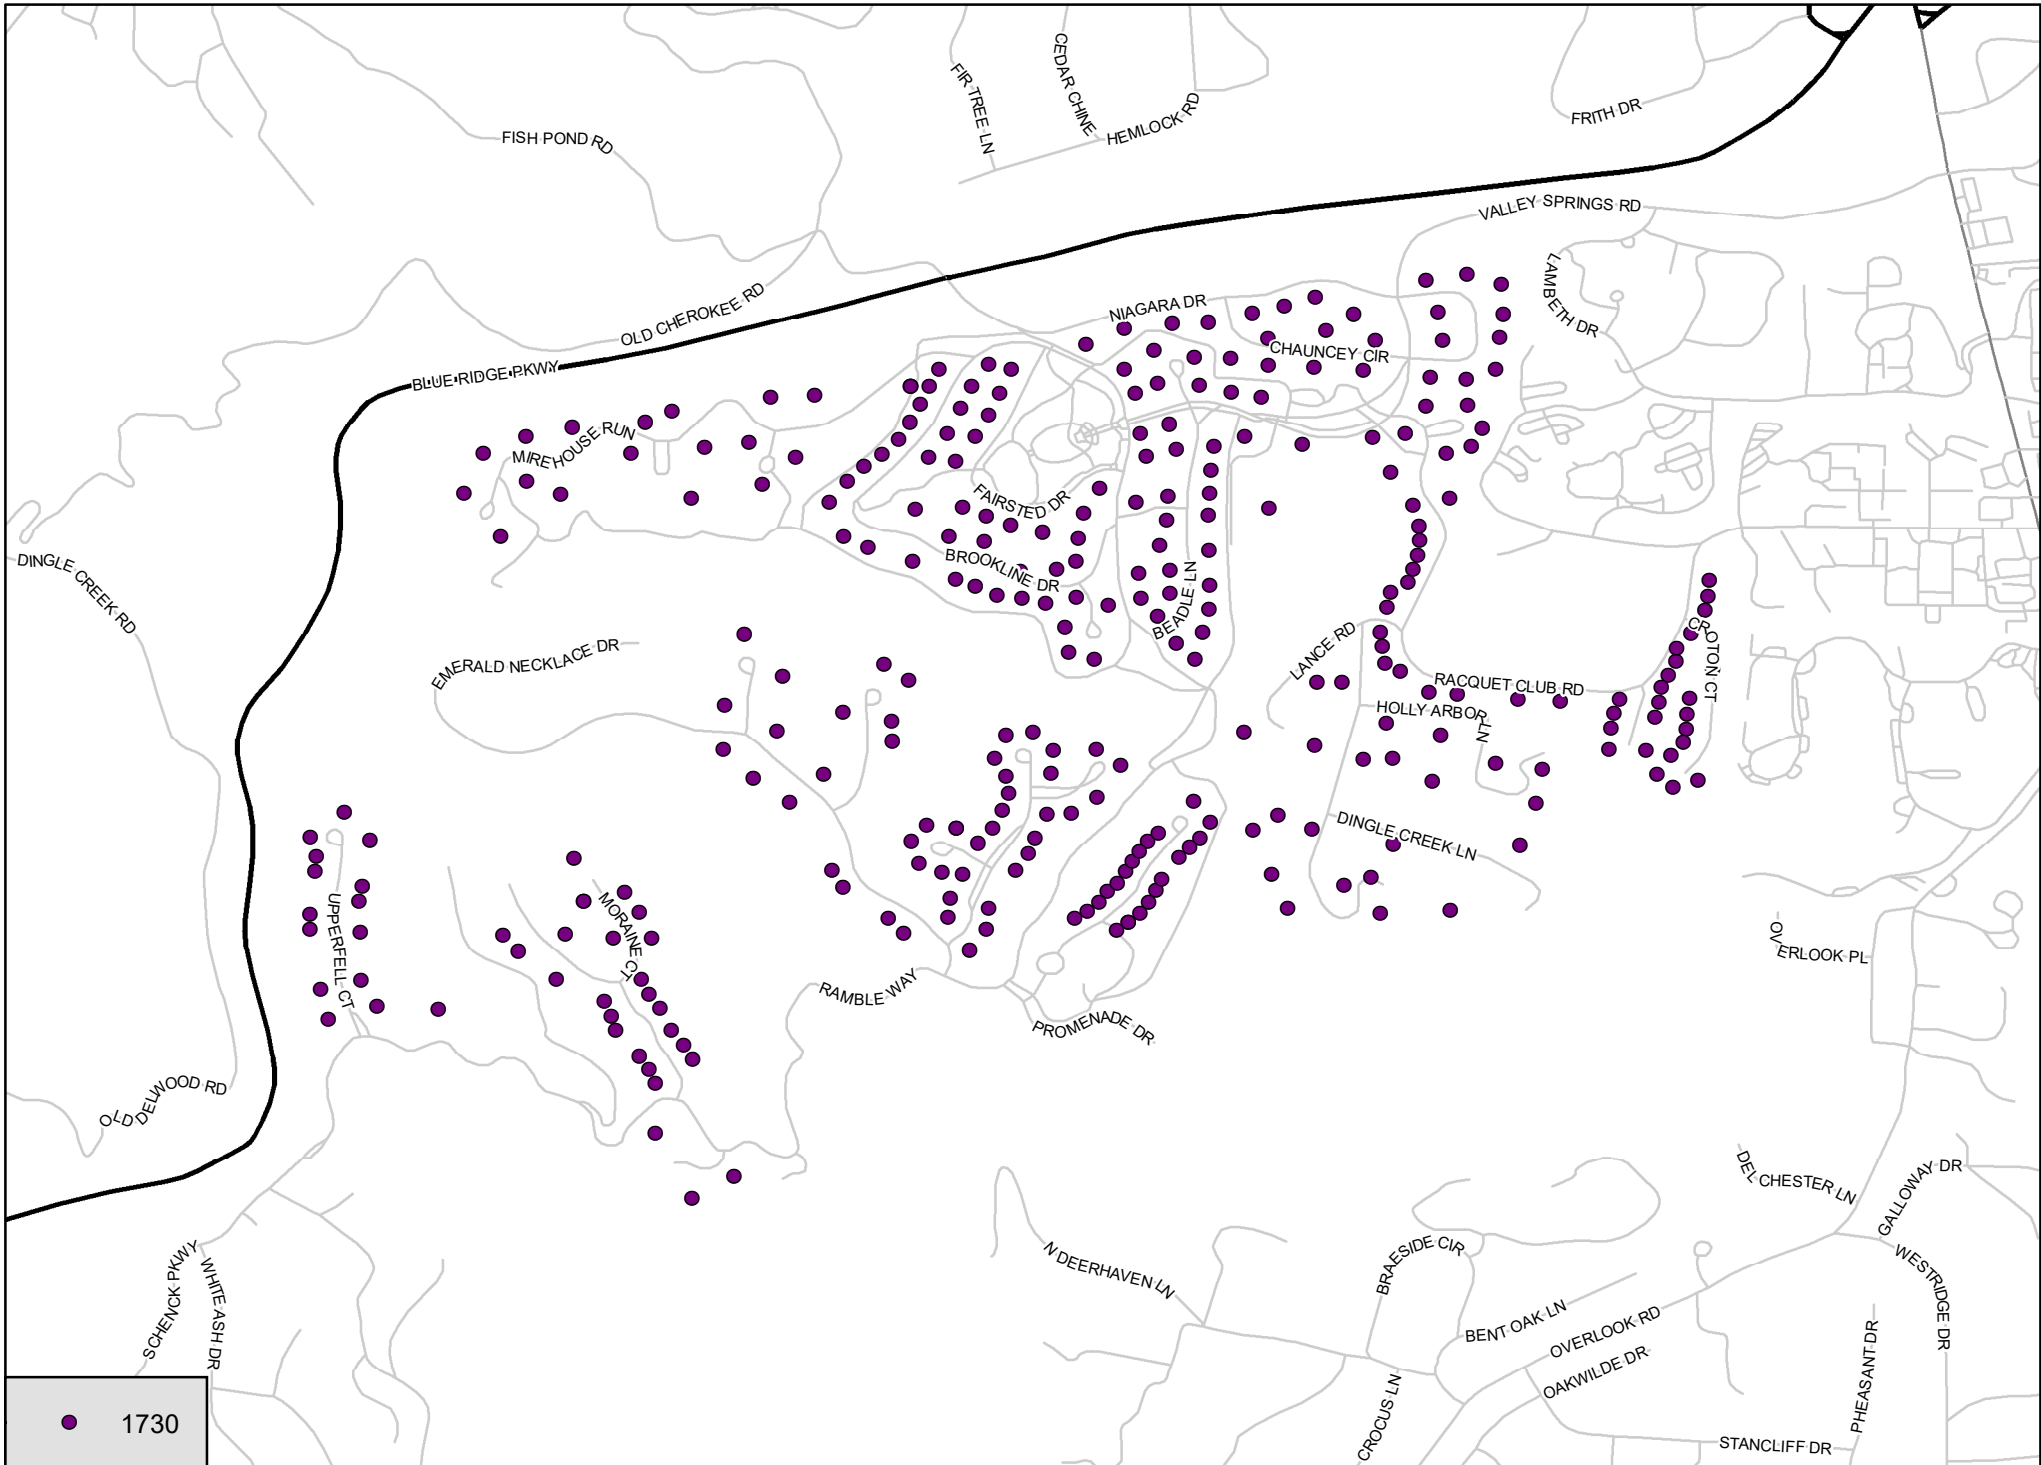 FIR TREE LN
CEDAR CHINE
HEMLOCK RD
FRITH DR
FISH POND RD
VALLEY SPRINGS RD
LAMBETH DR
OLD CHEROKEE RD
NIAGARA DR
CHAUNCEY CIR
BLUE RIDGE PKWY
MIREHOUSE RUN
FAIRSTED DR
BROOKLINE DR
BEADLE LN
DINGLE CREEK RD
EMERALD NECKLACE DR
LANCE RD
CROTON CT
RACQUET CLUB RD
HOLLY ARBOR LN
DINGLE CREEK LN
UPPERFELL CT
MORAINE CT
OVERLOOK PL
RAMBLE WAY
PROMENADE DR
OLD DELWOOD RD
DEL CHESTER LN
GALLOWAY DR
SCHENCK PKWY
WHITE ASH DR
N DEERHAVEN LN
BRAESIDE CIR
WESTRIDGE DR
BENT OAK LN
OVERLOOK RD
OAKWILDE DR
PHEASANT DR
CROCUS LN
STANCLIFF DR
1730